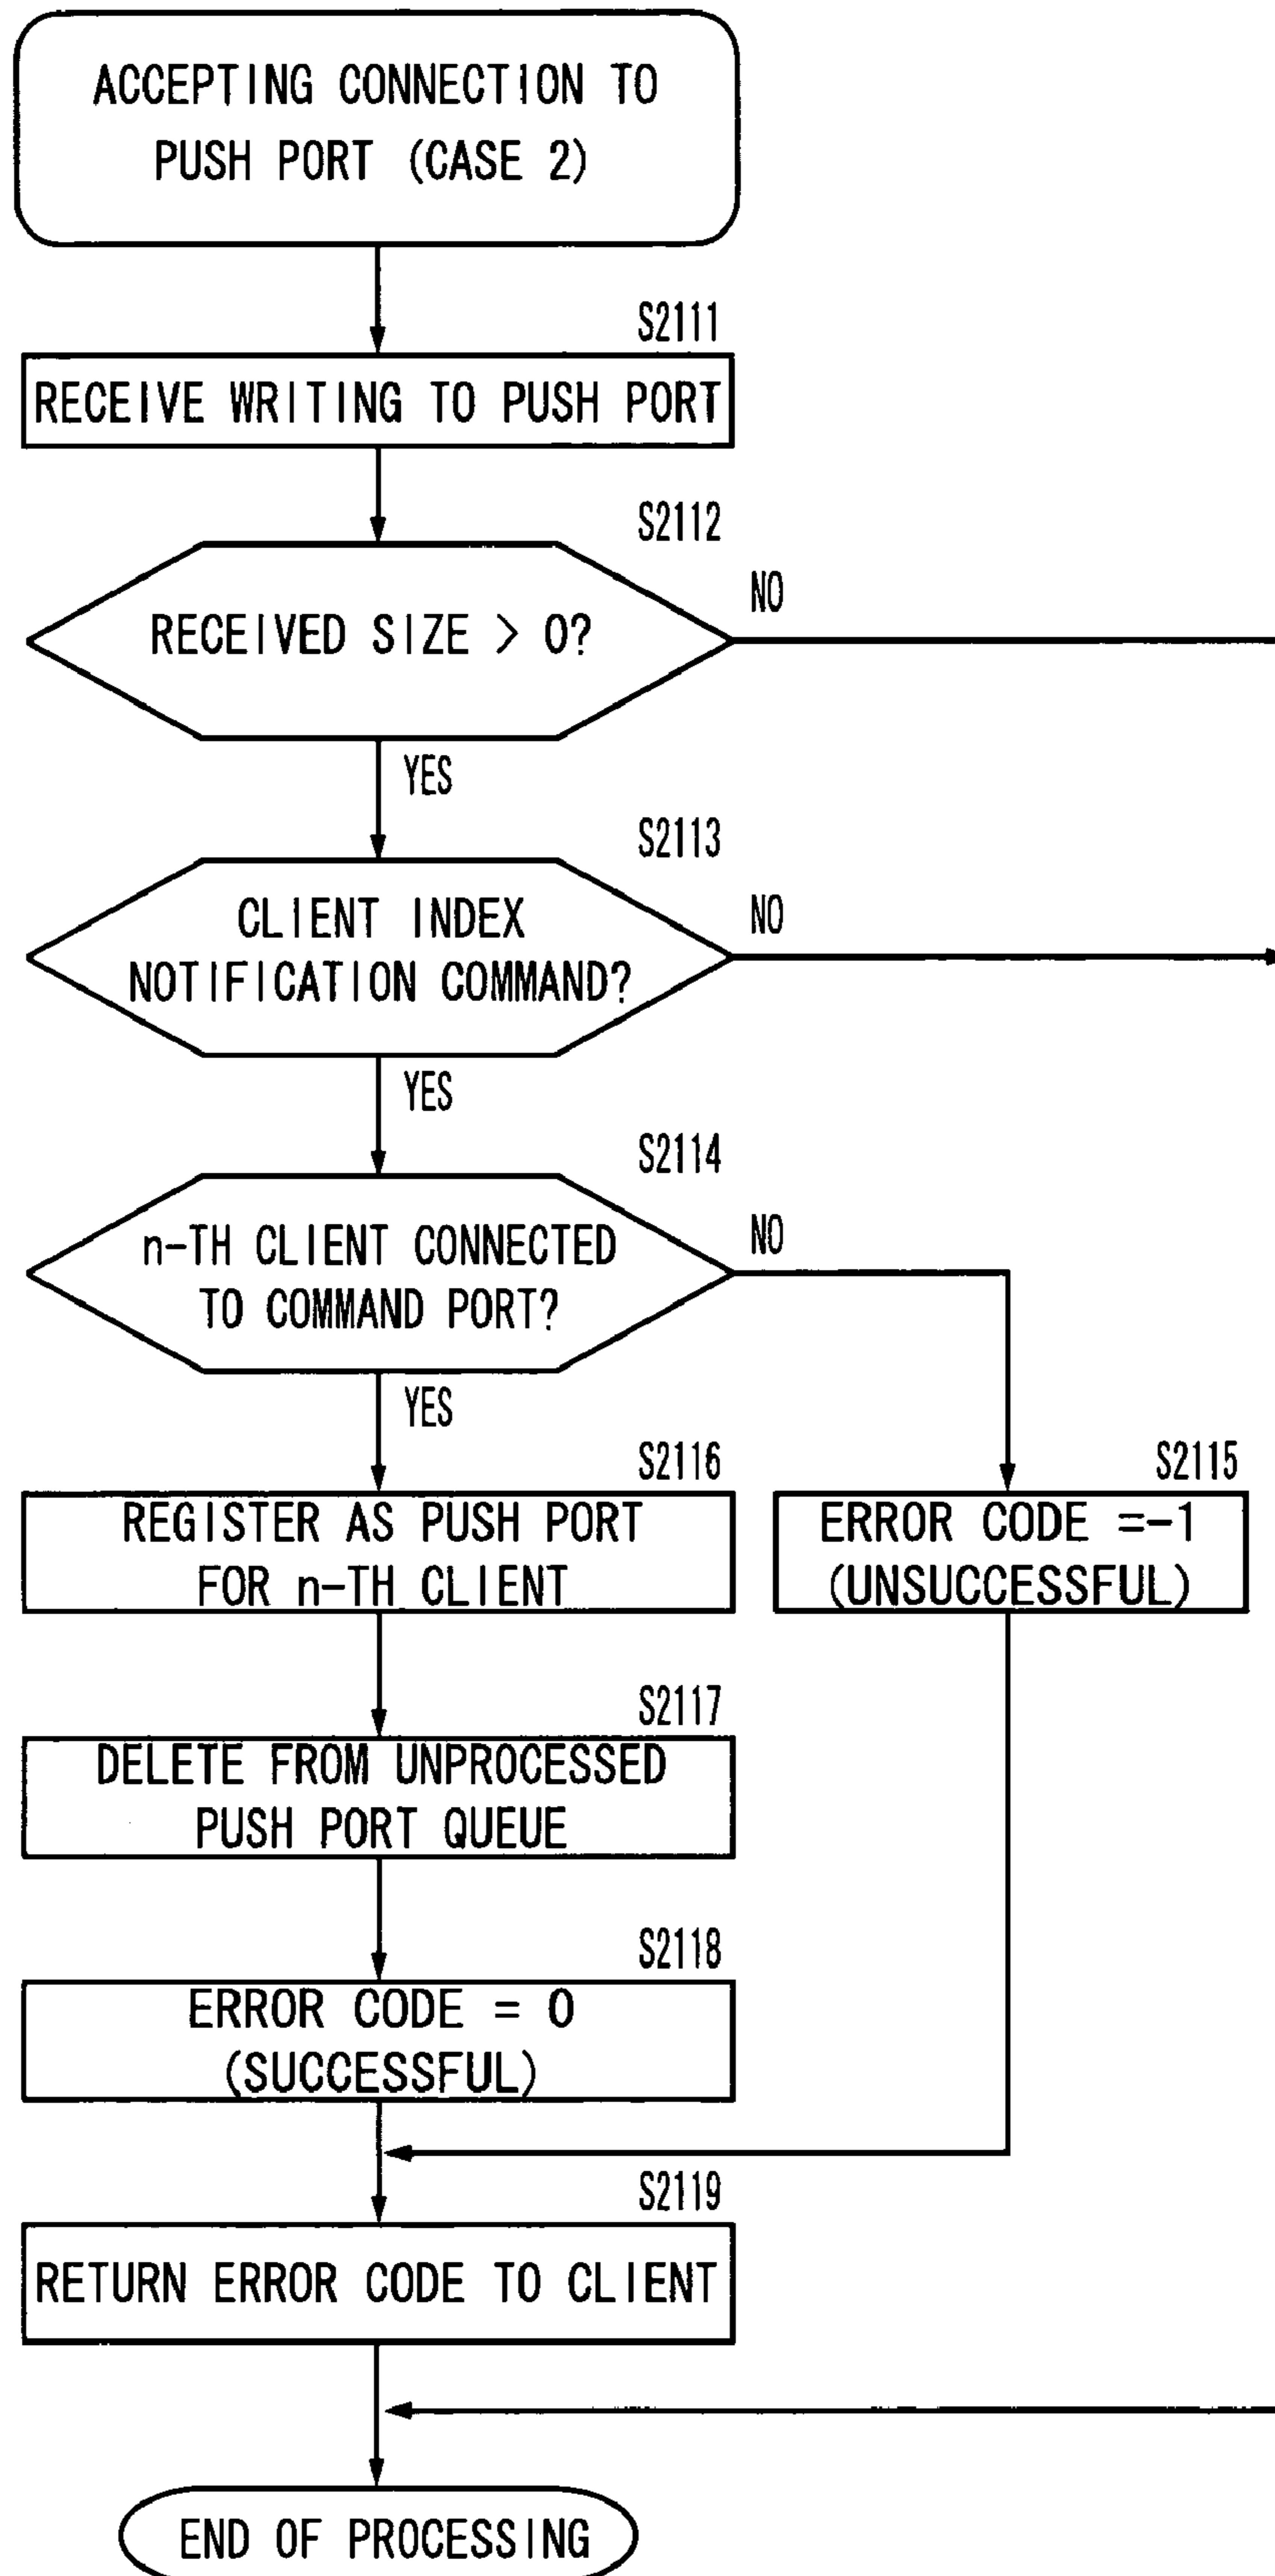 ACCEPTING CONNECTION TO
PUSH PORT (CASE 2)
S2111
RECEIVE WRITING TO PUSH PORT
S2112
RECEIVED SIZE > 0?
NO
YES
S2113
CLIENT INDEX
NOTIFICATION COMMAND?
NO
YES
S2114
n-TH CLIENT CONNECTED
TO COMMAND PORT?
NO
YES
S2116
REGISTER AS PUSH PORT
FOR n-TH CLIENT
S2115
ERROR CODE =-1
(UNSUCCESSFUL)
S2117
DELETE FROM UNPROCESSED
PUSH PORT QUEUE
S2118
ERROR CODE = 0
(SUCCESSFUL)
S2119
RETURN ERROR CODE TO CLIENT
END OF PROCESSING